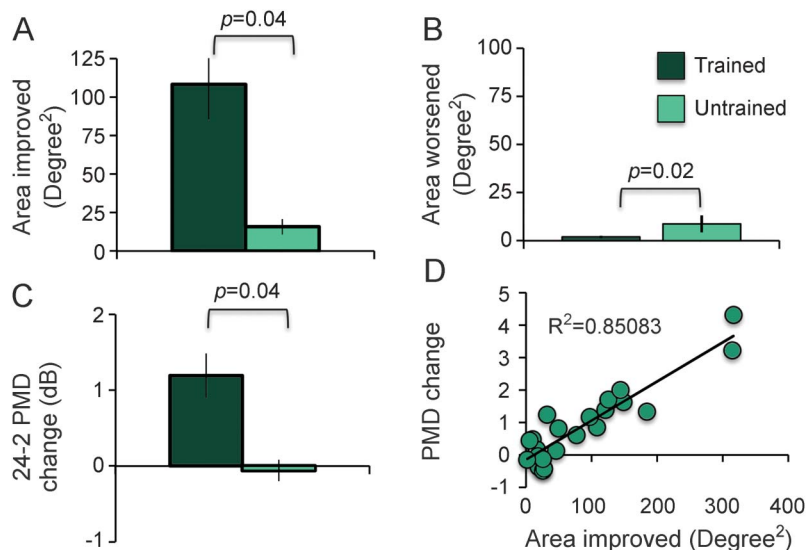 A
p=0.04
Area improved
(Degree²)
125
100
75
50
25
0
B
Area worsened
(Degree²)
100
75
50
25
0
Trained
Untrained
p=0.02
C
p=0.04
24-2 PMD
change (dB)
2
1
0
-1
D
R²=0.85083
PMD change
5
4
3
2
1
0
-1
0 100 200 300 400
Area improved (Degree²)